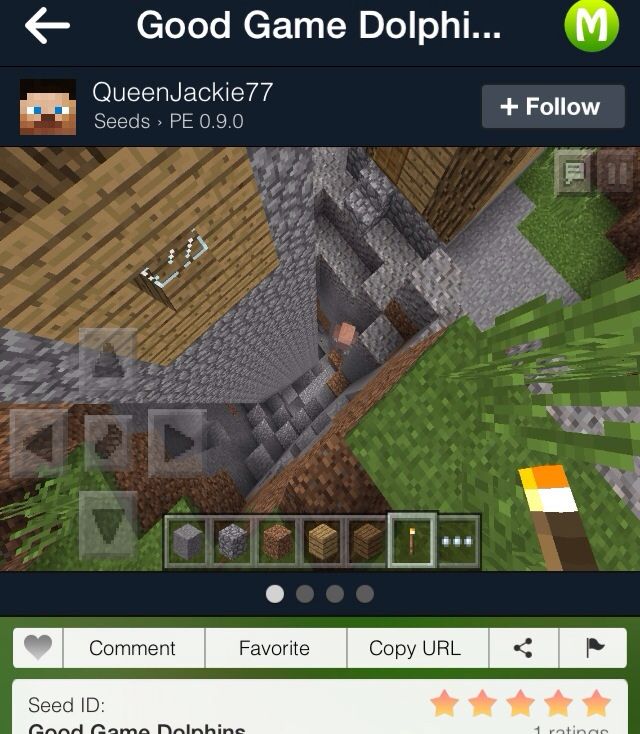 Good Game Dolphi...
M
QueenJackie77
Seeds › PE 0.9.0
+ Follow
Comment
Favorite
Copy URL
Seed ID:
Good Game Dolphins
1 ratings